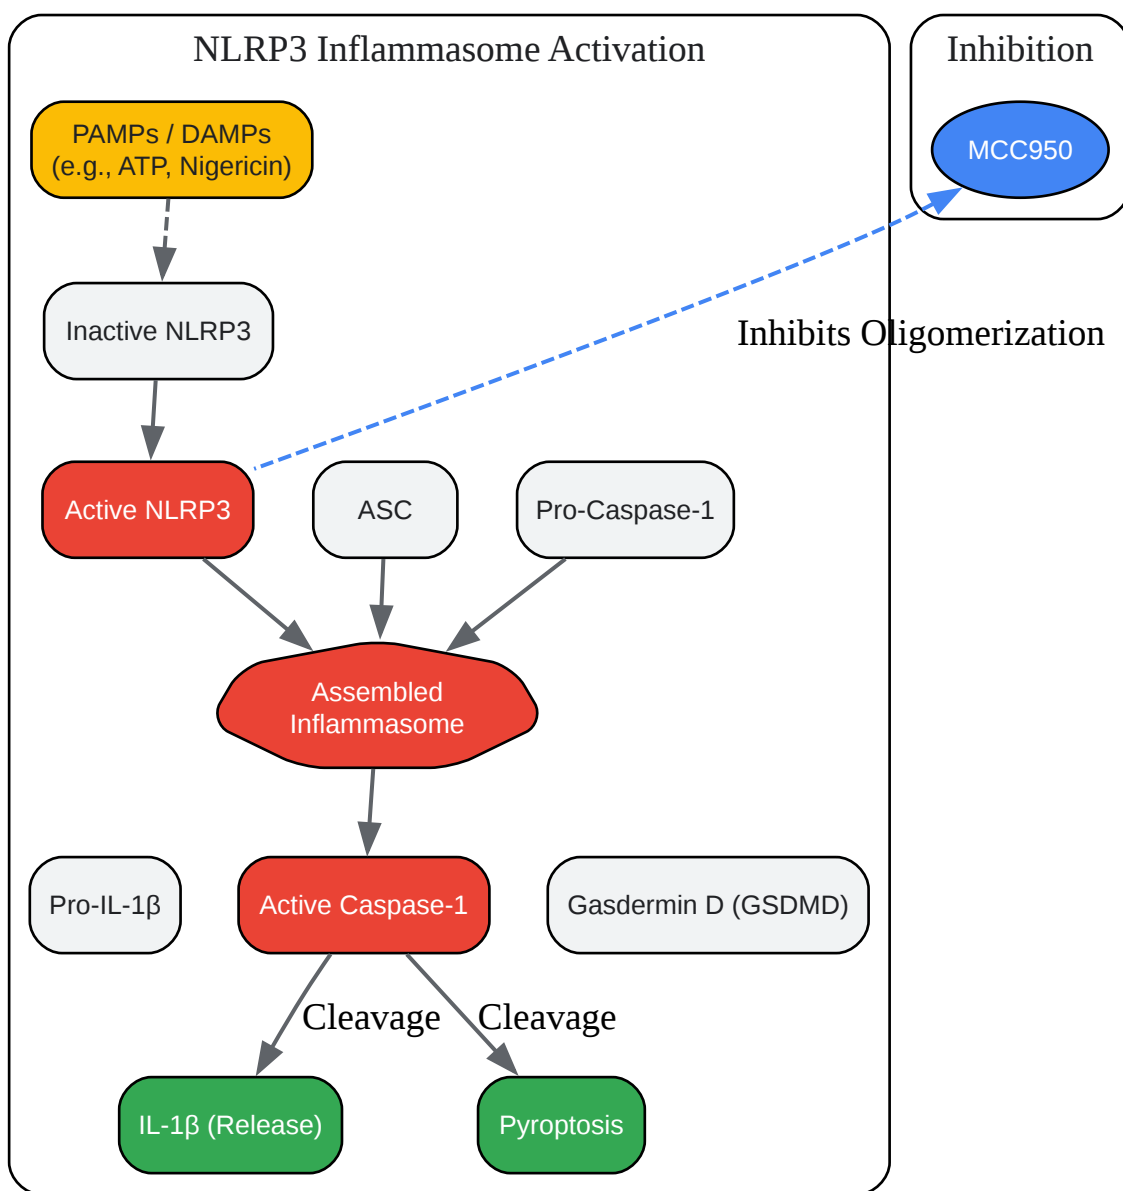 NLRP3 Inflammasome Activation
Inhibition
PAMPs / DAMPs
(e.g., ATP, Nigericin)
MCC950
Inactive NLRP3
Inhibits Oligomerization
Active NLRP3
ASC
Pro-Caspase-1
Assembled
Inflammasome
Pro-IL-1β
Active Caspase-1
Gasdermin D (GSDMD)
Cleavage
Cleavage
IL-1β (Release)
Pyroptosis